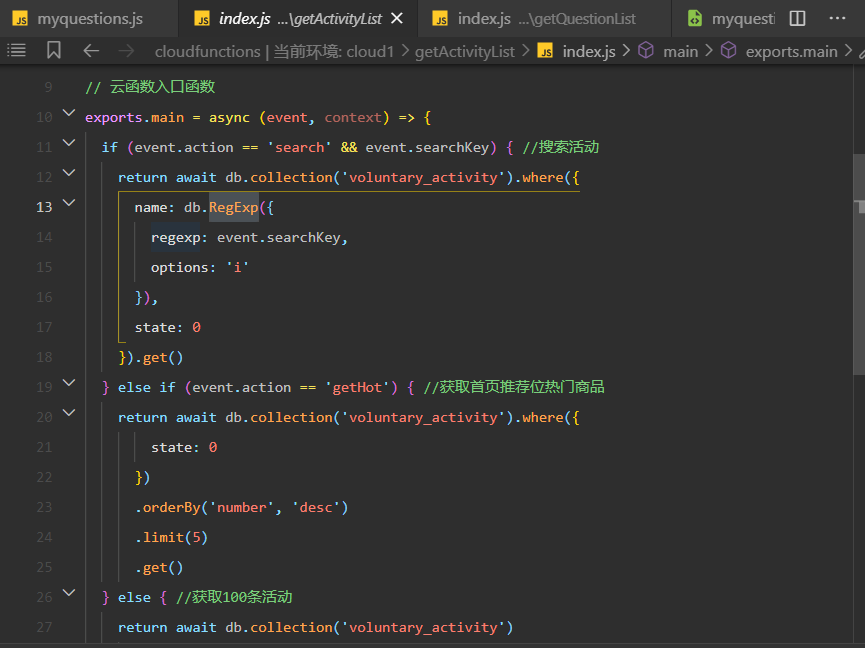 JS myquestions.js JS index.js ...\getActivityList JS index.js ...\getQuestionList myquesti
cloudfunctions | 当前环境: cloud1 > getActivityList > JS index.js > main > exports.main >
9 // 云函数入口函数
10 exports.main = async (event, context) => {
11 if (event.action == 'search' && event.searchKey) { //搜索活动
12 return await db.collection('voluntary_activity').where({
13 name: db.RegExp({
14 regexp: event.searchKey,
15 options: 'i'
16 }),
17 state: 0
18 }).get()
19 } else if (event.action == 'getHot') { //获取首页推荐位热门商品
20 return await db.collection('voluntary_activity').where({
21 state: 0
22 })
23 .orderBy('number', 'desc')
24 .limit(5)
25 .get()
26 } else { //获取100条活动
27 return await db.collection('voluntary_activity')